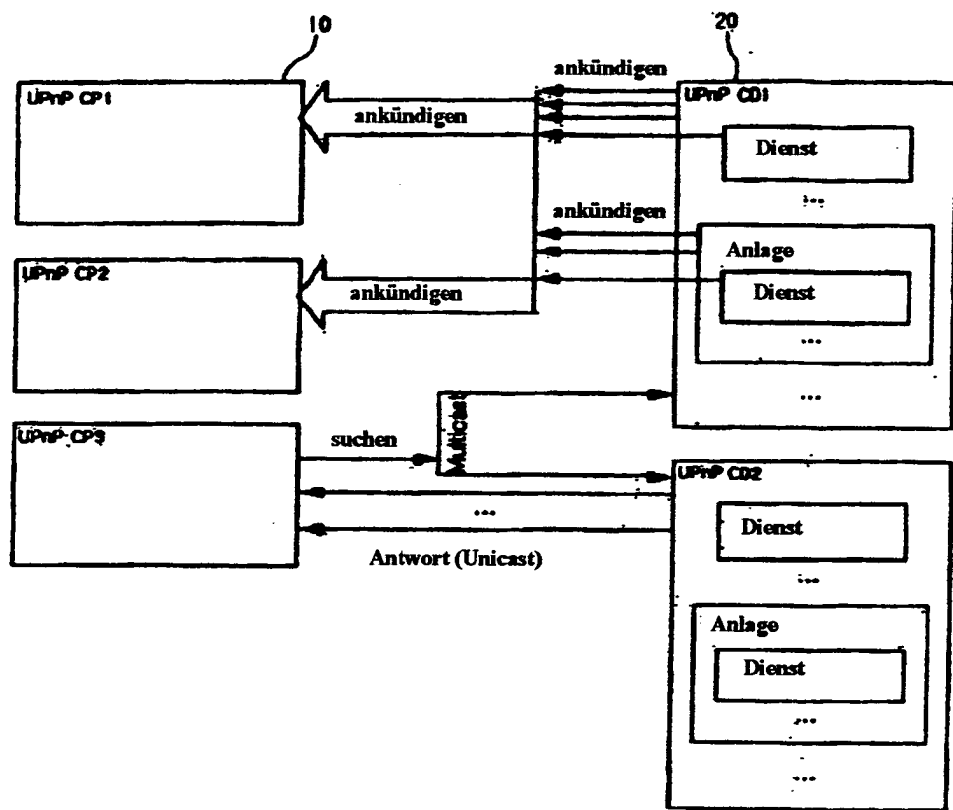 10
20
UPnP CP1
ankündigen
ankündigen
UPnP CD1
Dienst
...
ankündigen
Anlage
Dienst
...
...
UPnP CP2
ankündigen
UPnP CP3
suchen
Multicast
...
Antwort (Unicast)
UPnP CD2
Dienst
...
Anlage
Dienst
...
...